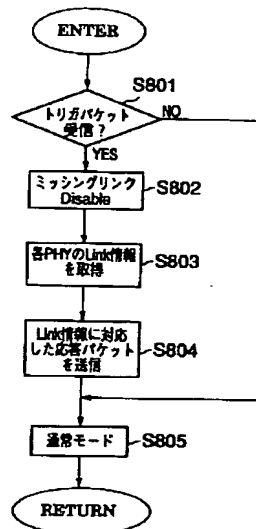 ENTER
S801
トリガパケット
受信?
NO
YES
ミッシングリンク
Disable
S802
各PHYのLink情報
を取得
S803
Link情報に対応
した応答パケット
を送信
S804
通常モード
S805
RETURN